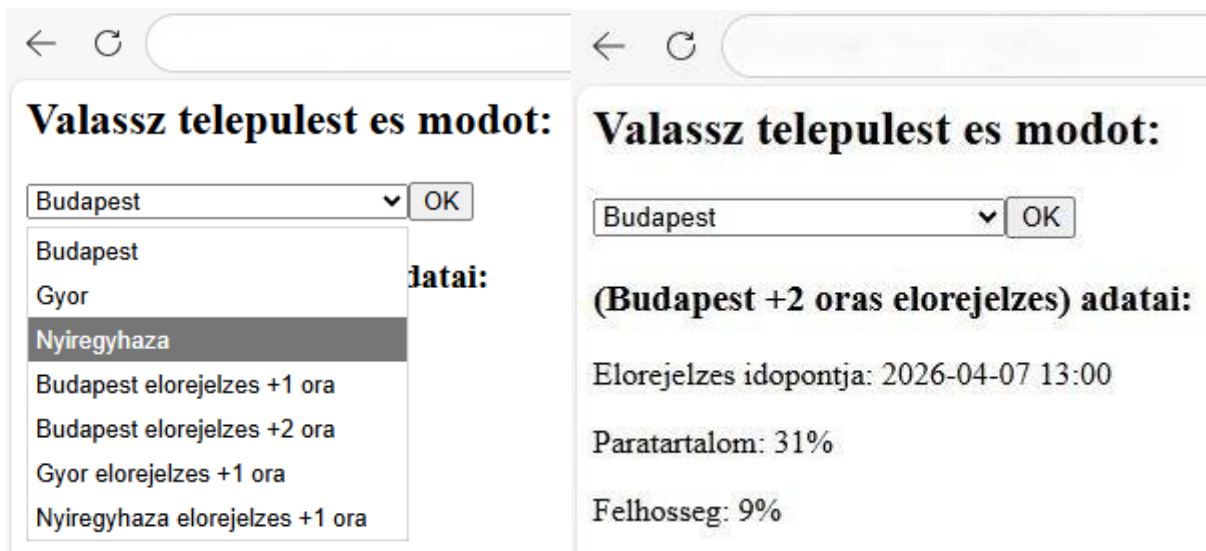 Valassz telepulest es modot:
Budapest
OK
Budapest
Gyor
Nyiregyhaza
Budapest elorejelzes +1 ora
Budapest elorejelzes +2 ora
Gyor elorejelzes +1 ora
Nyiregyhaza elorejelzes +1 ora
adatai:
Valassz telepulest es modot:
Budapest
OK
(Budapest +2 oras elorejelzes) adatai:
Elorejelzes idopontja: 2026-04-07 13:00
Paratartalom: 31%
Felhosseg: 9%